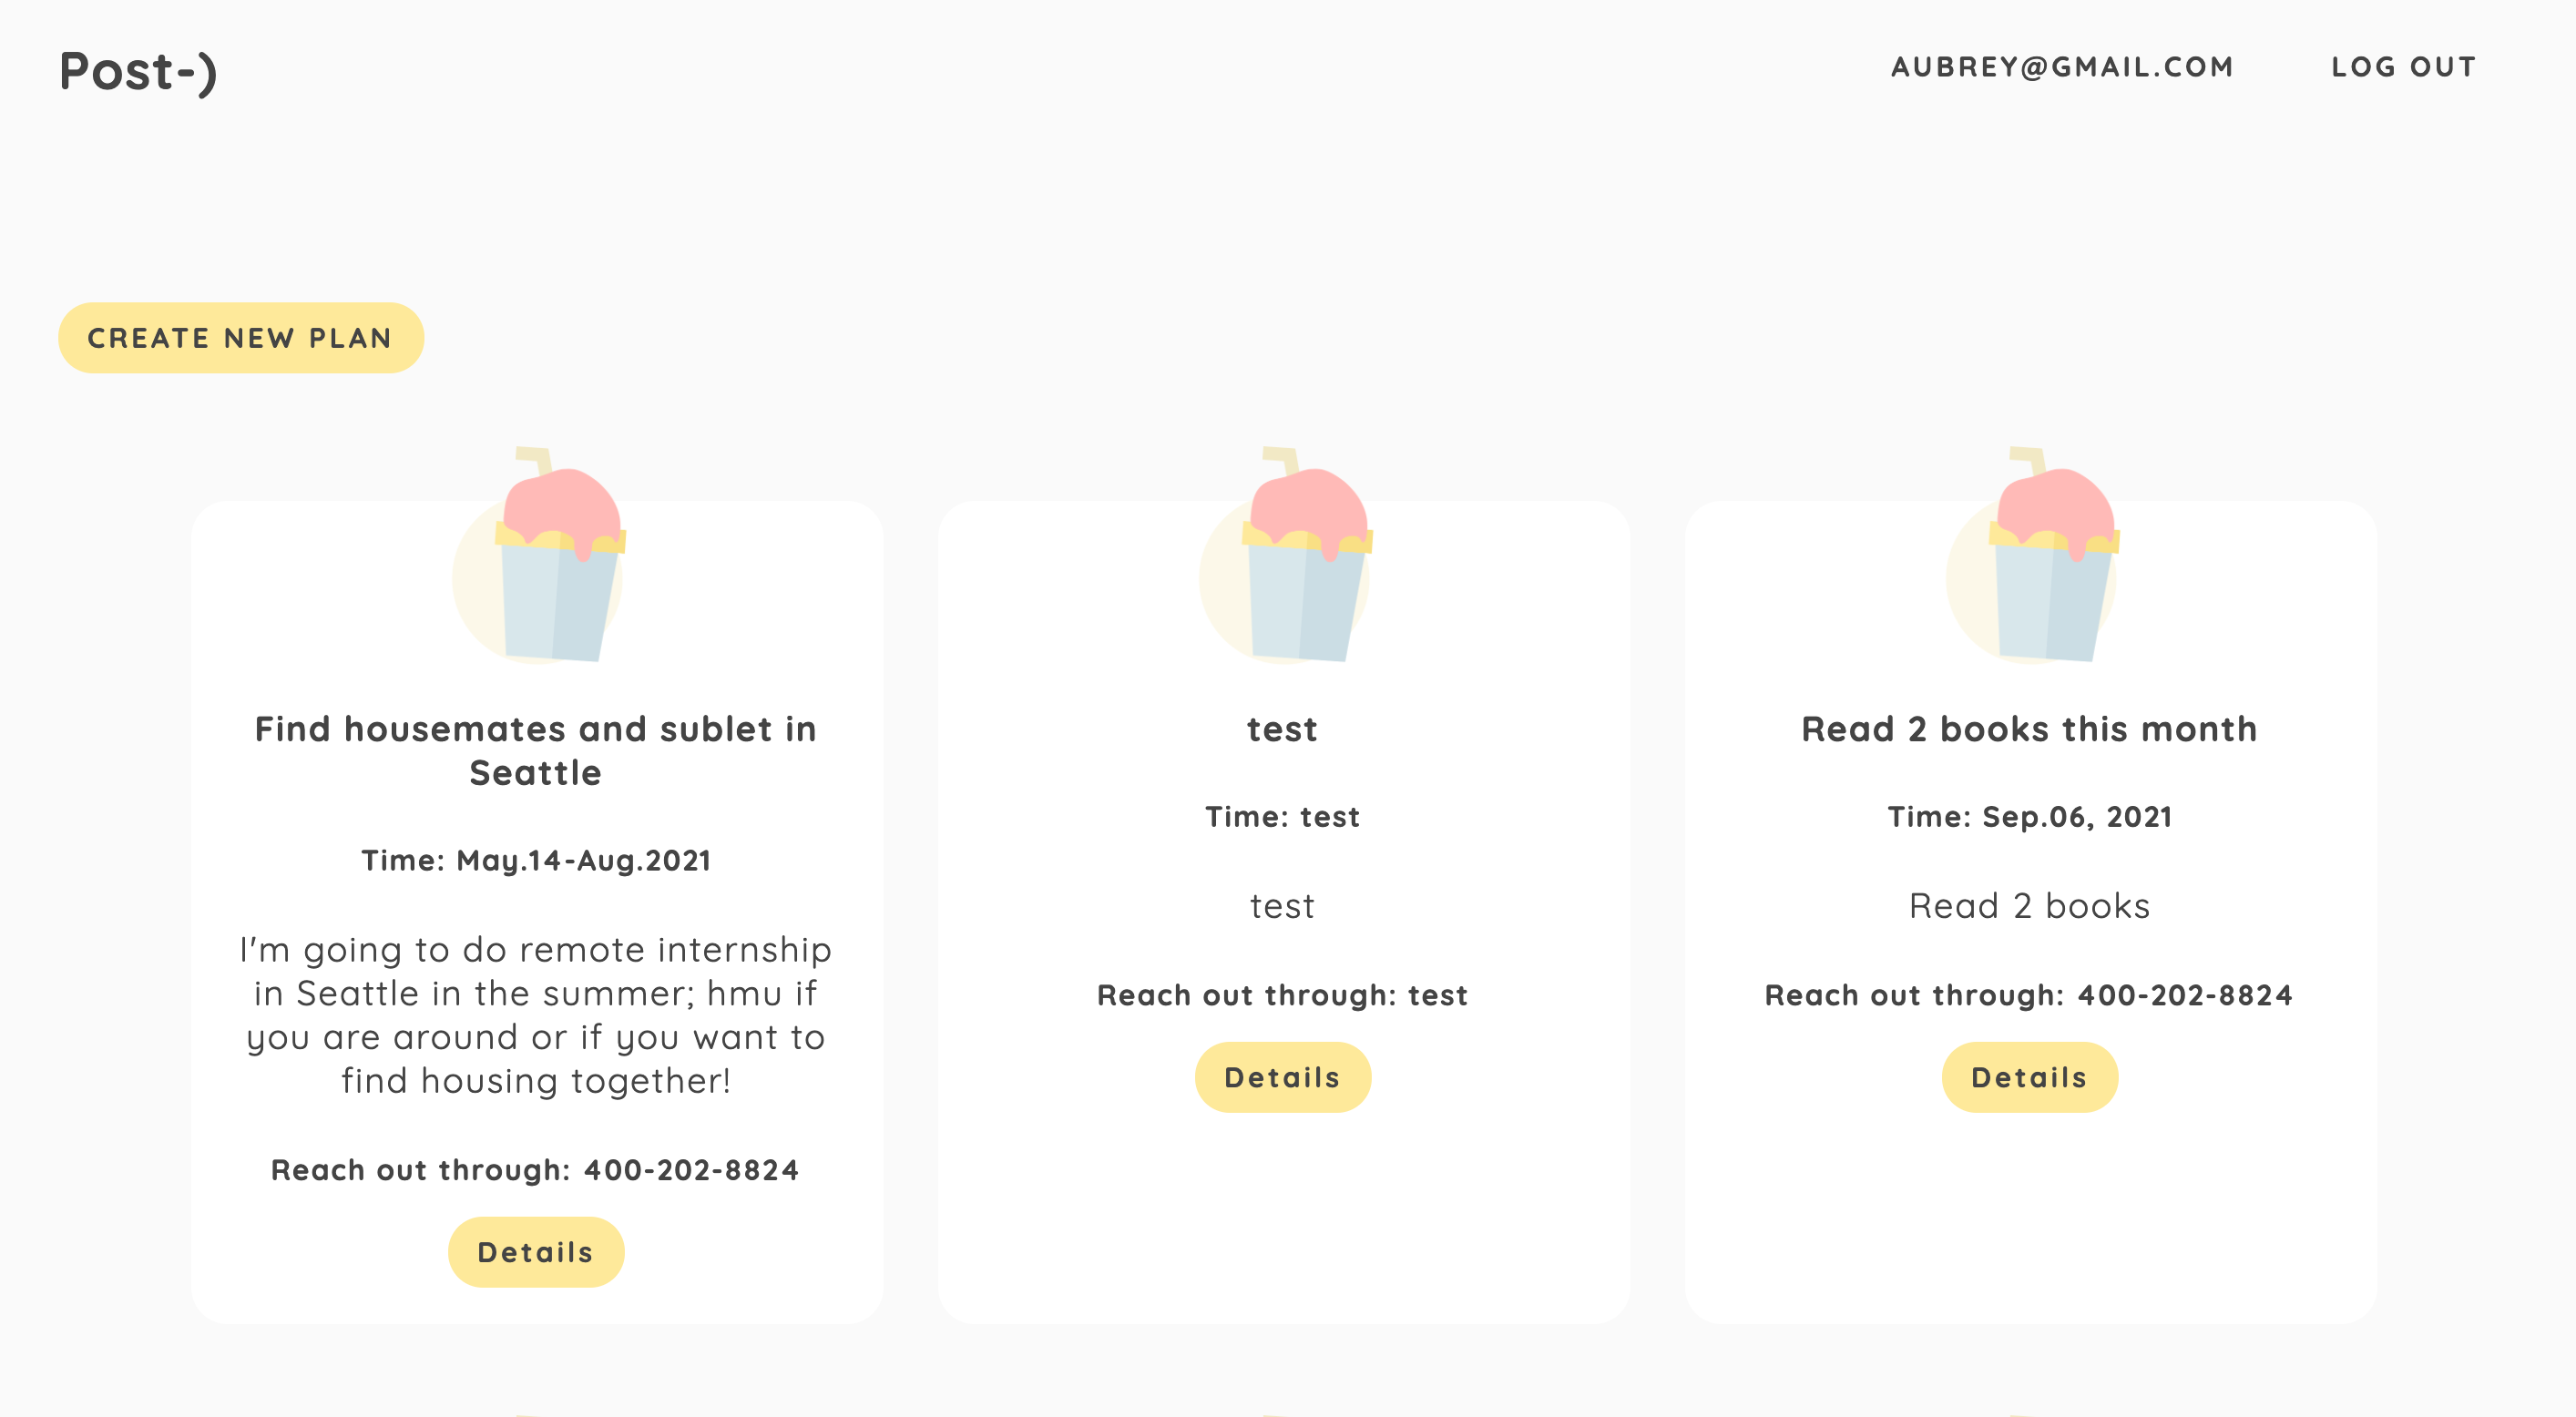 Post-)
AUBREY@GMAIL.COM
LOG OUT
CREATE NEW PLAN
Find housemates and sublet in
Seattle
Time: May.14-Aug.2021
I'm going to do remote internship
in Seattle in the summer; hmu if
you are around or if you want to
find housing together!
Reach out through: 400-202-8824
Details
test
Time: test
test
Reach out through: test
Details
Read 2 books this month
Time: Sep.06, 2021
Read 2 books
Reach out through: 400-202-8824
Details